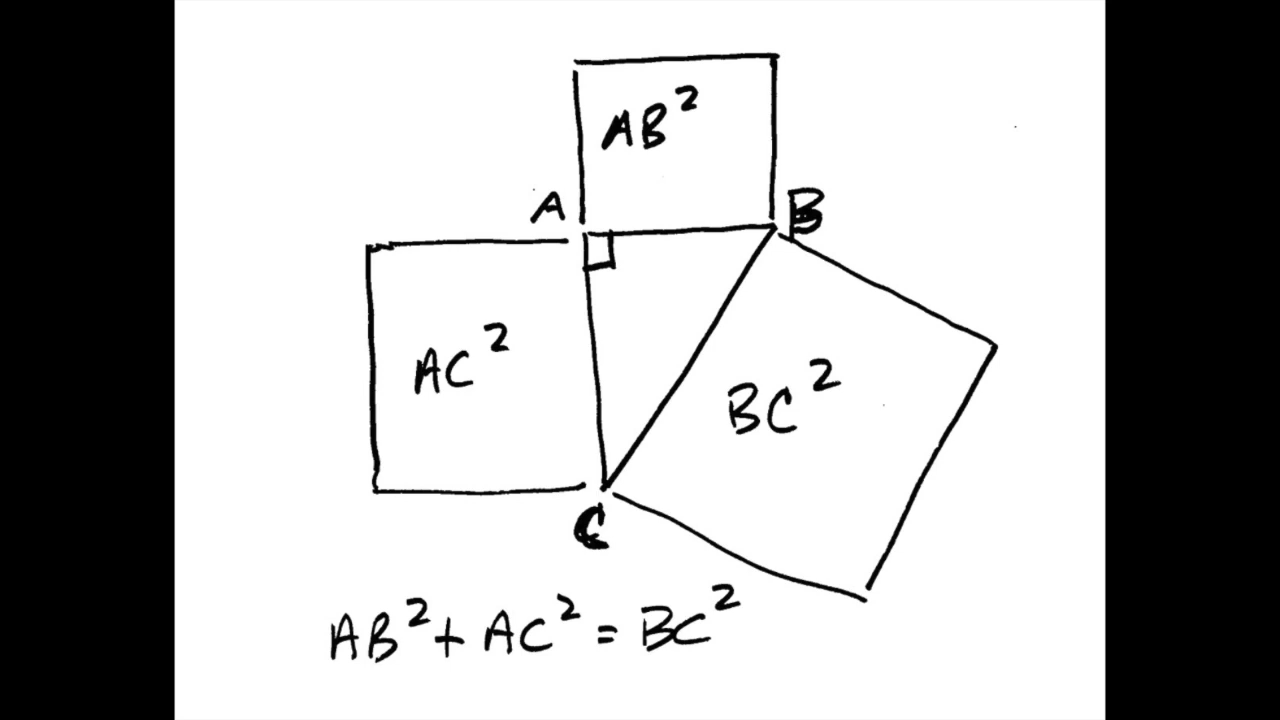 AB²
A
B
AC²
BC²
C
AB² + AC² = BC²